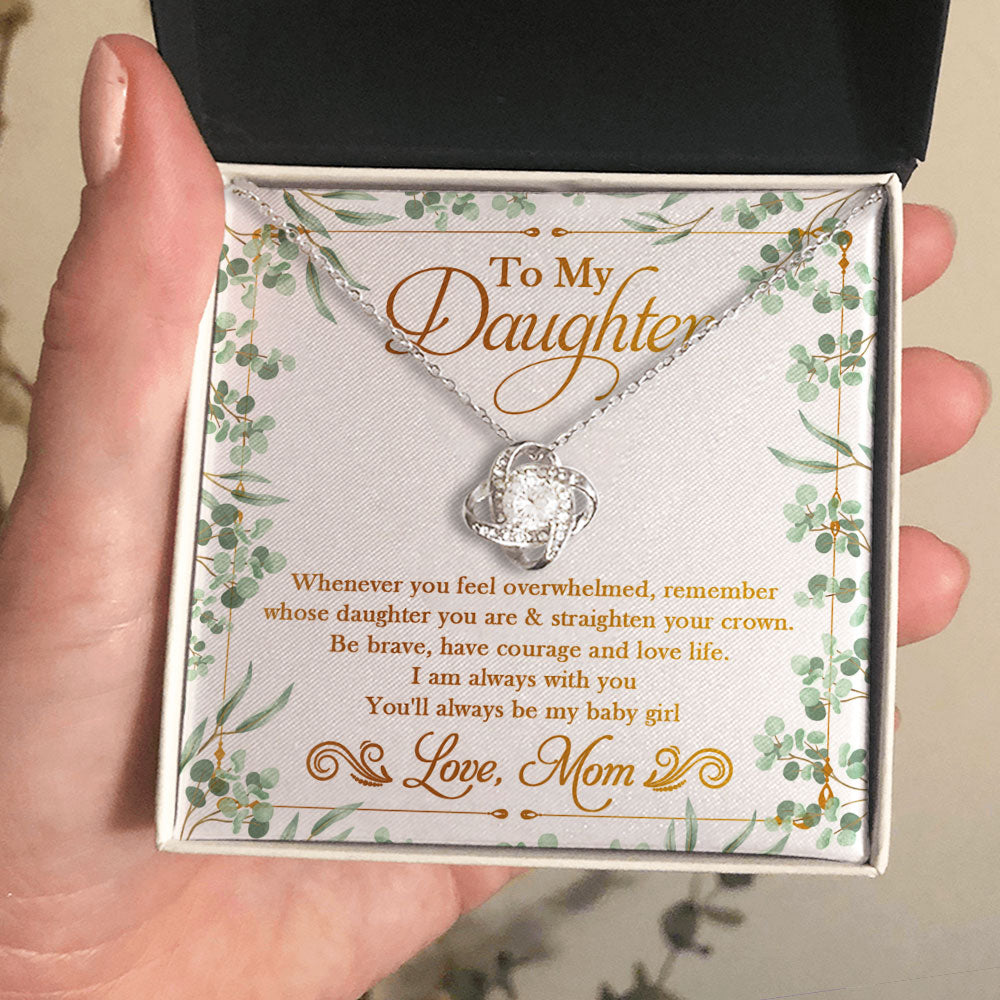 To My
Daughter
Whenever you feel overwhelmed, remember
whose daughter you are & straighten your crown.
Be brave, have courage and love life.
I am always with you
You'll always be my baby girl
Love, Mom